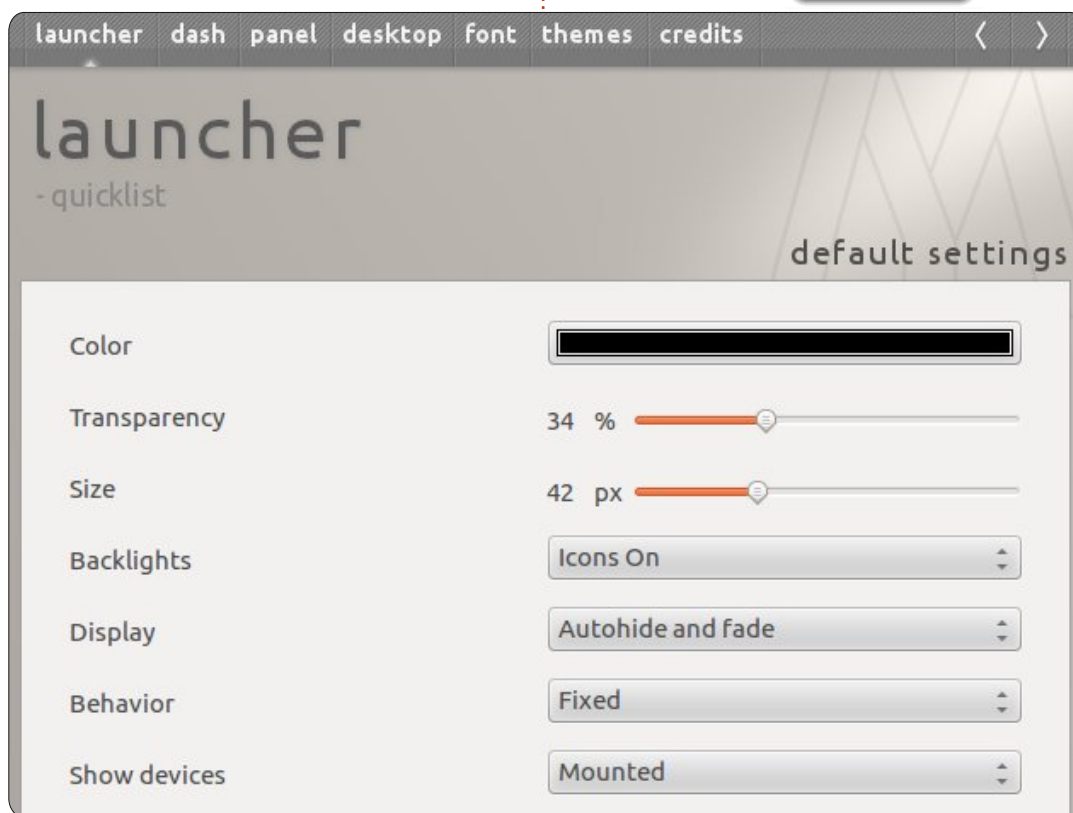 launcher dash panel desktop font themes credits
launcher
- quicklist
default settings
Color
Transparency 34 %
Size 42 px
Backlights Icons On
Display Autohide and fade
Behavior Fixed
Show devices Mounted